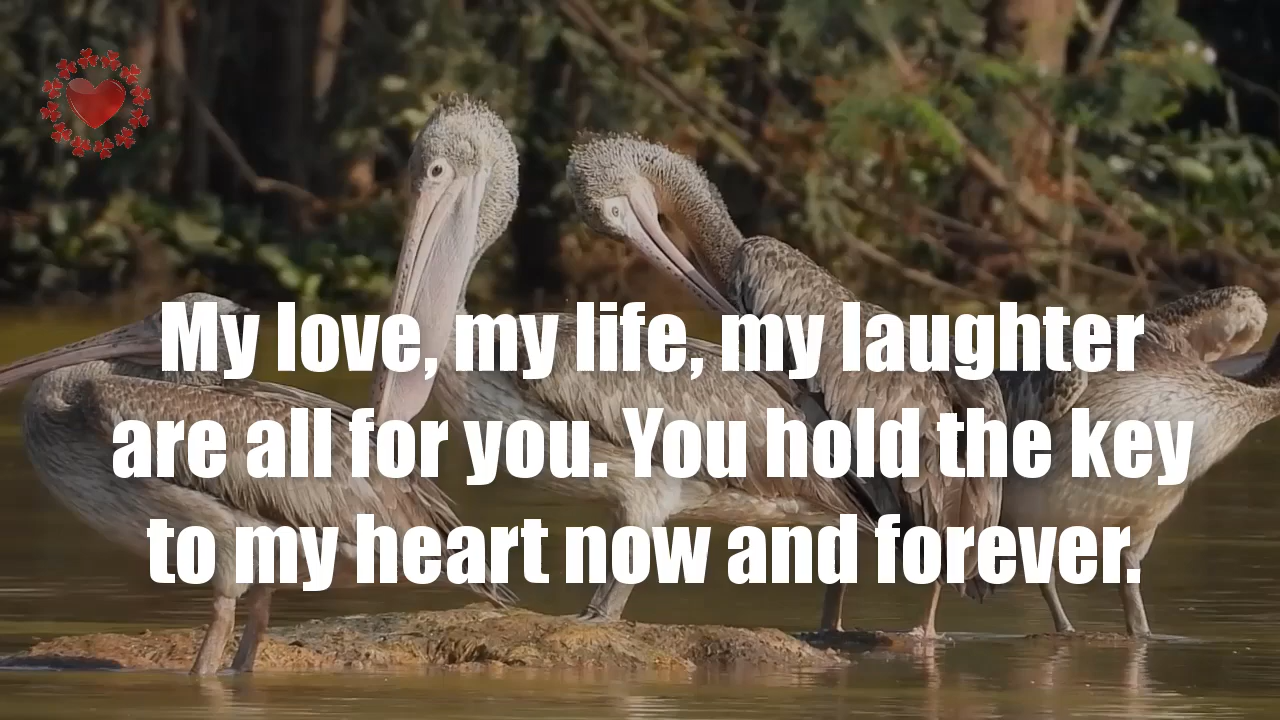 My love, my life, my laughter
are all for you. You hold the key
to my heart now and forever.